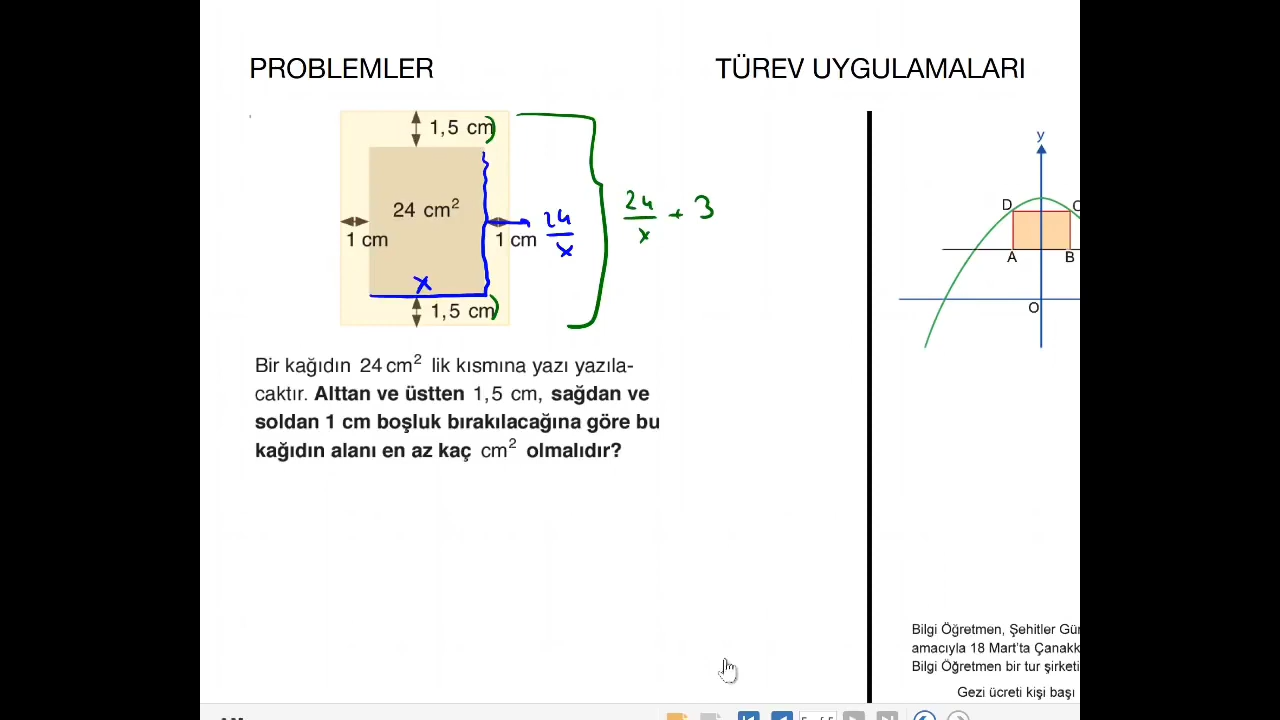 PROBLEMLER
TÜREV UYGULAMALARI
1,5 cm
24 cm²
1 cm
1 cm
24/x
24/x + 3
x
1,5 cm
Bir kağıdın 24 cm² lik kısmına yazı yazıla-
caktır. Alttan ve üstten 1,5 cm, sağdan ve
soldan 1 cm boşluk bırakılacağına göre bu
kağıdın alanı en az kaç cm² olmalıdır?
y
D
C
A
B
O
Bilgi Öğretmen, Şehitler
amacıyla 18 Mart'ta
Bilgi Öğretmen bir tur
Gezi ücreti kişi başı